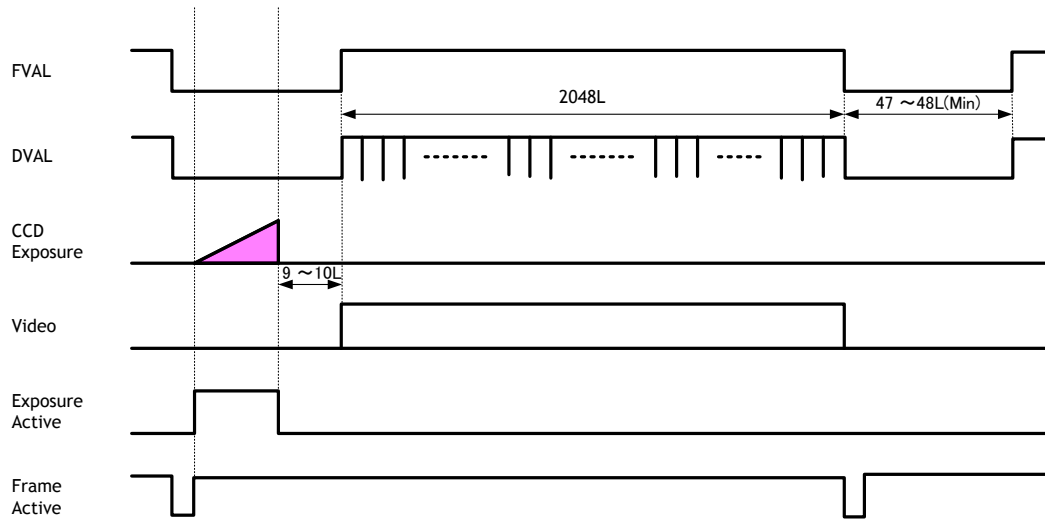 FVAL
2048L
47 ～48L(Min)
DVAL
CCD
Exposure
9 ～10L
Video
Exposure
Active
Frame
Active